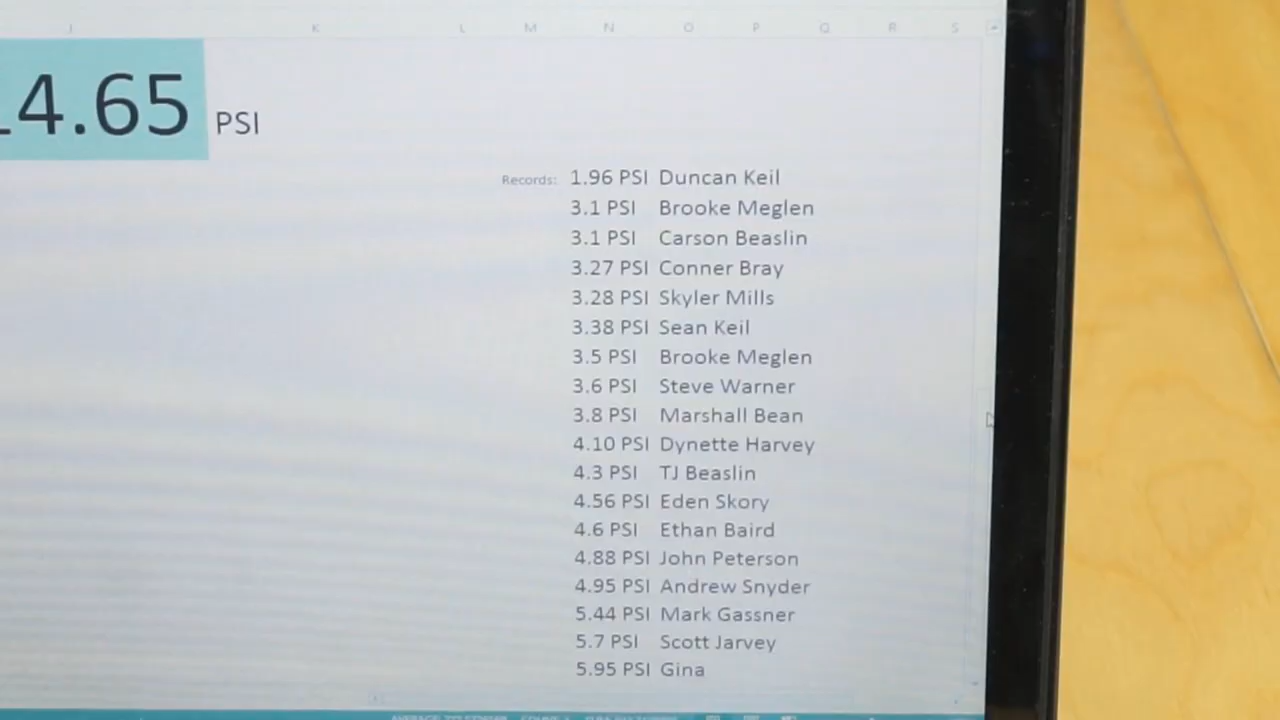 J K L M N O P Q R S
14.65 PSI
Records: 1.96 PSI Duncan Keil
3.1 PSI Brooke Meglen
3.1 PSI Carson Beaslin
3.27 PSI Conner Bray
3.28 PSI Skyler Mills
3.38 PSI Sean Keil
3.5 PSI Brooke Meglen
3.6 PSI Steve Warner
3.8 PSI Marshall Bean
4.10 PSI Dynette Harvey
4.3 PSI TJ Beaslin
4.56 PSI Eden Skory
4.6 PSI Ethan Baird
4.88 PSI John Peterson
4.95 PSI Andrew Snyder
5.44 PSI Mark Gassner
5.7 PSI Scott Jarvey
5.95 PSI Gina